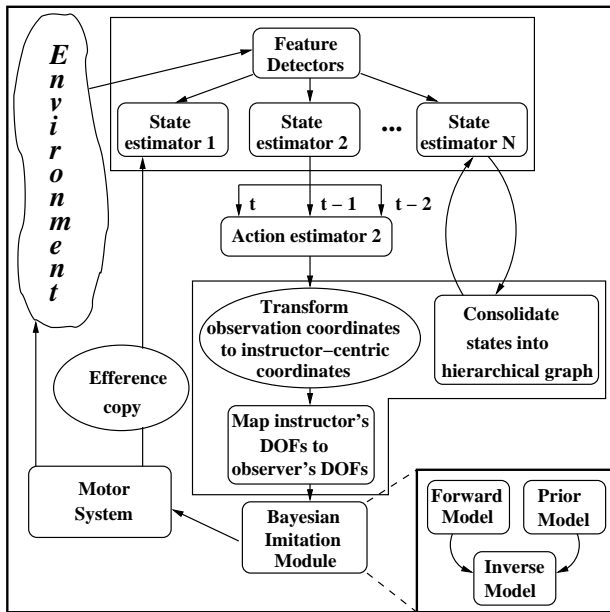 Environment
Feature
Detectors
State
estimator 1
State
estimator 2
...
State
estimator N
t
t − 1
t − 2
Action estimator 2
Transform
observation coordinates
to instructor−centric
coordinates
Consolidate
states into
hierarchical graph
Efference
copy
Map instructor's
DOFs to
observer's DOFs
Motor
System
Bayesian
Imitation
Module
Forward
Model
Prior
Model
Inverse
Model